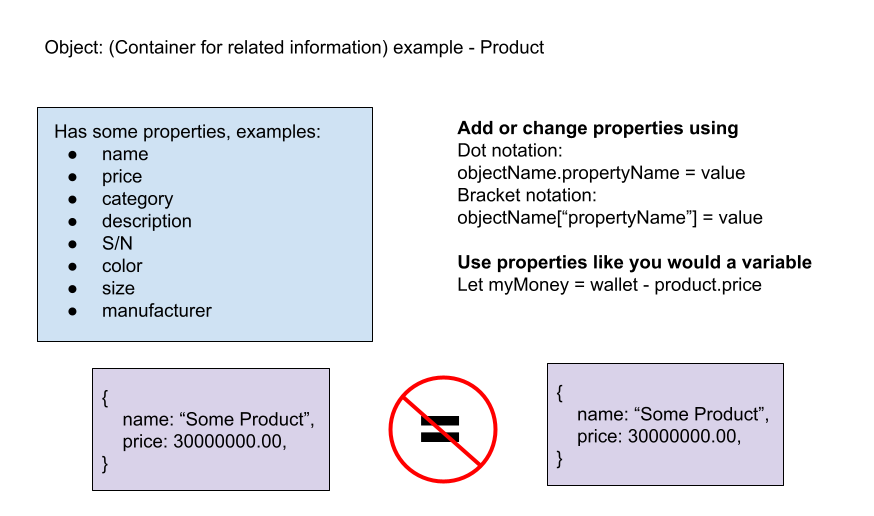 Object: (Container for related information) example - Product
Has some properties, examples:
● name
● price
● category
● description
● S/N
● color
● size
● manufacturer
Add or change properties using
Dot notation:
objectName.propertyName = value
Bracket notation:
objectName[“propertyName”] = value
Use properties like you would a variable
Let myMoney = wallet - product.price
{
name: “Some Product”,
price: 30000000.00,
}
=
{
name: “Some Product”,
price: 30000000.00,
}